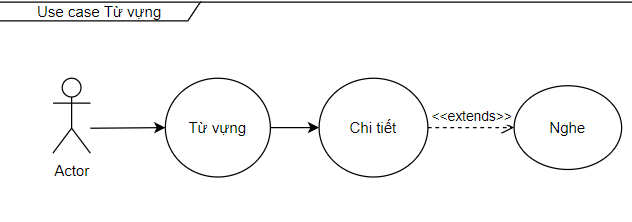 Use case Từ vựng
Từ vựng
Chi tiết
<<extends>>
Nghe
Actor